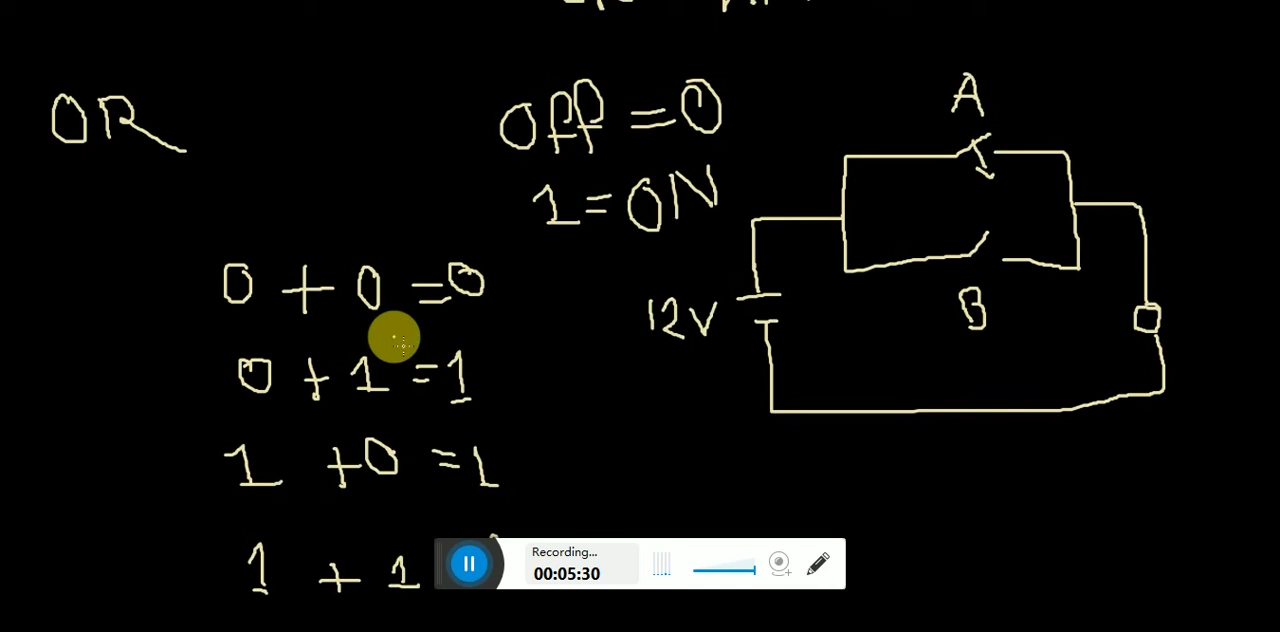 OR
Off = 0
1 = ON
A
B
12V
0 + 0 = 0
0 + 1 = 1
1 + 0 = 1
1 + 1
Recording...
00:05:30